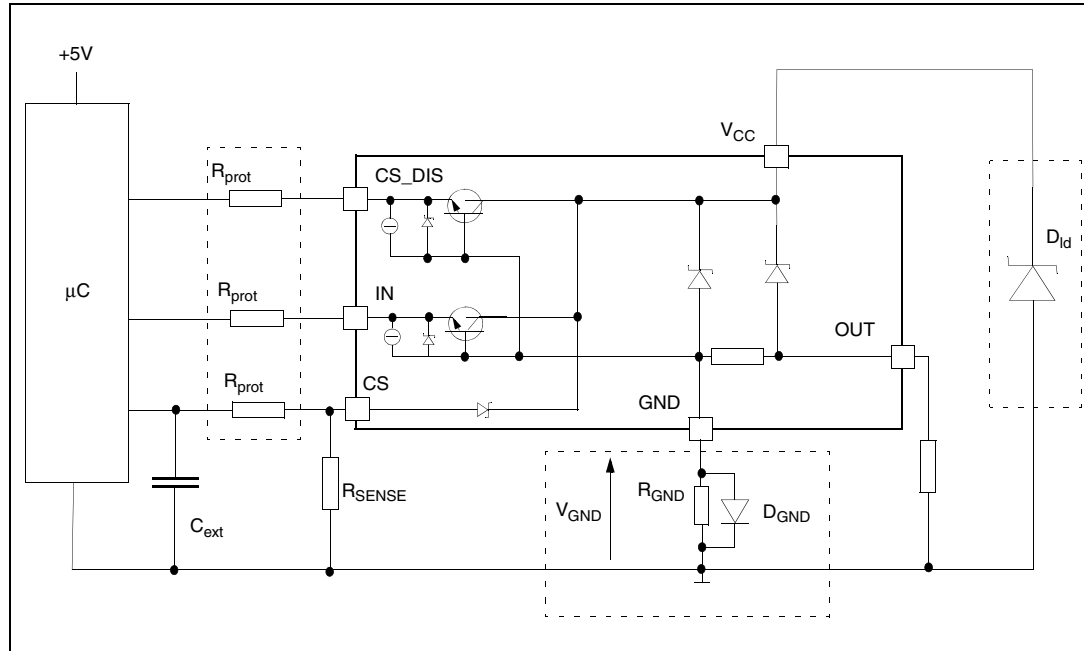 +5V
V_CC
R_prot
CS_DIS
D_ld
μC
R_prot
IN
OUT
R_prot
CS
GND
R_SENSE
R_GND
V_GND
D_GND
C_ext